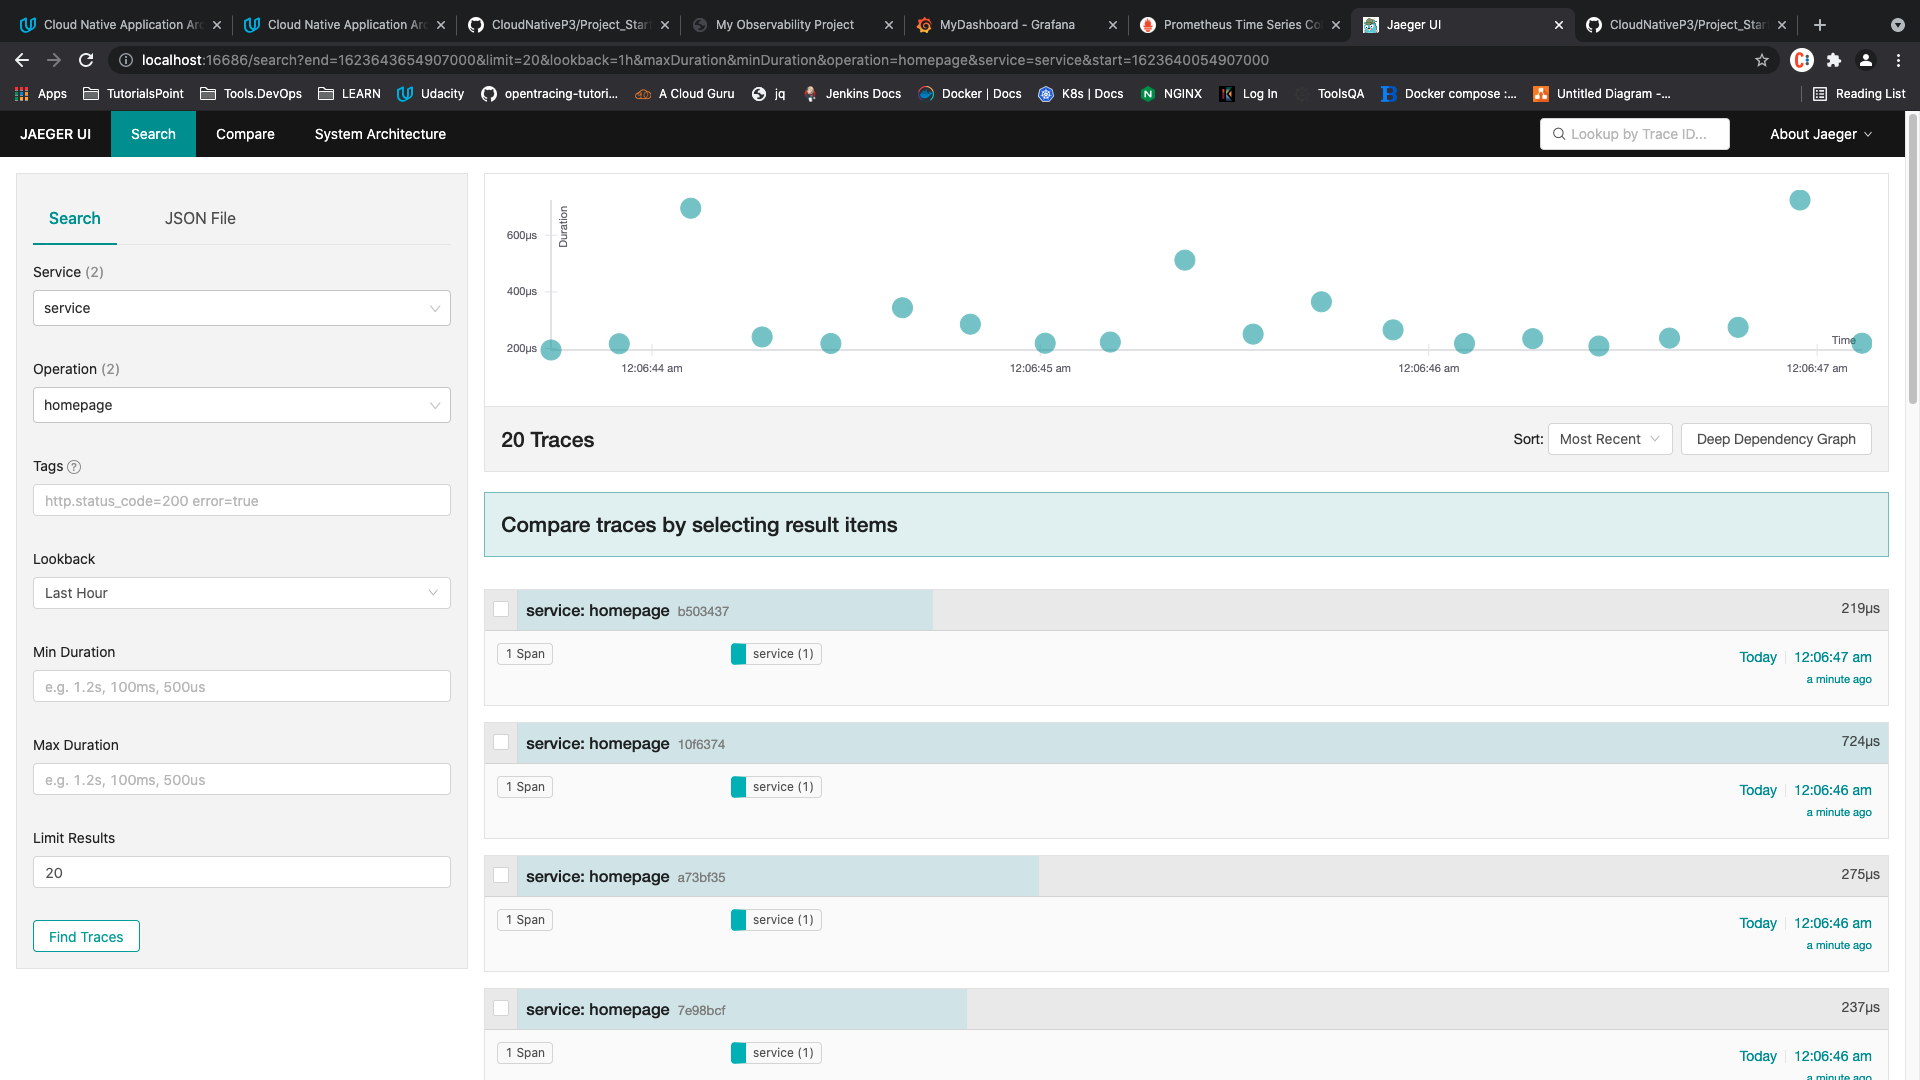 Cloud Native Application Arc
Cloud Native Application Arc
CloudNativeP3/Project_Start
My Observability Project
MyDashboard - Grafana
Prometheus Time Series Col
Jaeger UI
CloudNativeP3/Project_Start
localhost:16686/search?end=1623643654907000&limit=20&lookback=1h&maxDuration&minDuration&operation=homepage&service=service&start=1623640054907000
Apps
TutorialsPoint
Tools.DevOps
LEARN
Udacity
opentracing-tutori...
A Cloud Guru
jq
Jenkins Docs
Docker | Docs
K8s | Docs
NGINX
Log In
ToolsQA
Docker compose :...
Untitled Diagram -...
Reading List
JAEGER UI
Search
Compare
System Architecture
Lookup by Trace ID...
About Jaeger
Search
JSON File
Service (2)
service
Operation (2)
homepage
Tags
http.status_code=200 error=true
Lookback
Last Hour
Min Duration
e.g. 1.2s, 100ms, 500us
Max Duration
e.g. 1.2s, 100ms, 500us
Limit Results
20
Find Traces
Duration
600μs
400μs
200μs
Time
12:06:44 am
12:06:45 am
12:06:46 am
12:06:47 am
20 Traces
Sort:
Most Recent
Deep Dependency Graph
Compare traces by selecting result items
service: homepage b503437
219μs
1 Span
service (1)
Today
12:06:47 am
a minute ago
service: homepage 10f6374
724μs
1 Span
service (1)
Today
12:06:46 am
a minute ago
service: homepage a73bf35
275μs
1 Span
service (1)
Today
12:06:46 am
a minute ago
service: homepage 7e98bcf
237μs
1 Span
service (1)
Today
12:06:46 am
a minute ago